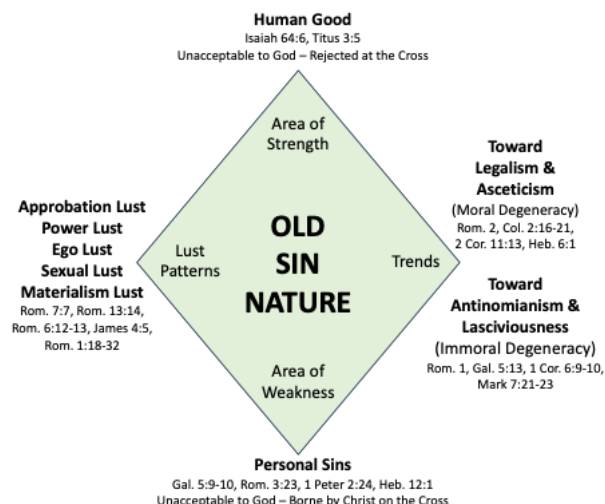 Human Good
Isaiah 64:6, Titus 3:5
Unacceptable to God – Rejected at the Cross
Area of
Strength
Approbation Lust
Power Lust
Ego Lust
Sexual Lust
Materialism Lust
Rom. 7:7, Rom. 13:14,
Rom. 6:12-13, James 4:5,
Rom. 1:18-32
Lust
Patterns
OLD
SIN
NATURE
Trends
Toward
Legalism &
Asceticism
(Moral Degeneracy)
Rom. 2, Col. 2:16-21,
2 Cor. 11:13, Heb. 6:1
Toward
Antinomianism &
Lasciviousness
(Immoral Degeneracy)
Rom. 1, Gal. 5:13, 1 Cor. 6:9-10,
Mark 7:21-23
Area of
Weakness
Personal Sins
Gal. 5:9-10, Rom. 3:23, 1 Peter 2:24, Heb. 12:1
Unacceptable to God – Borne by Christ on the Cross